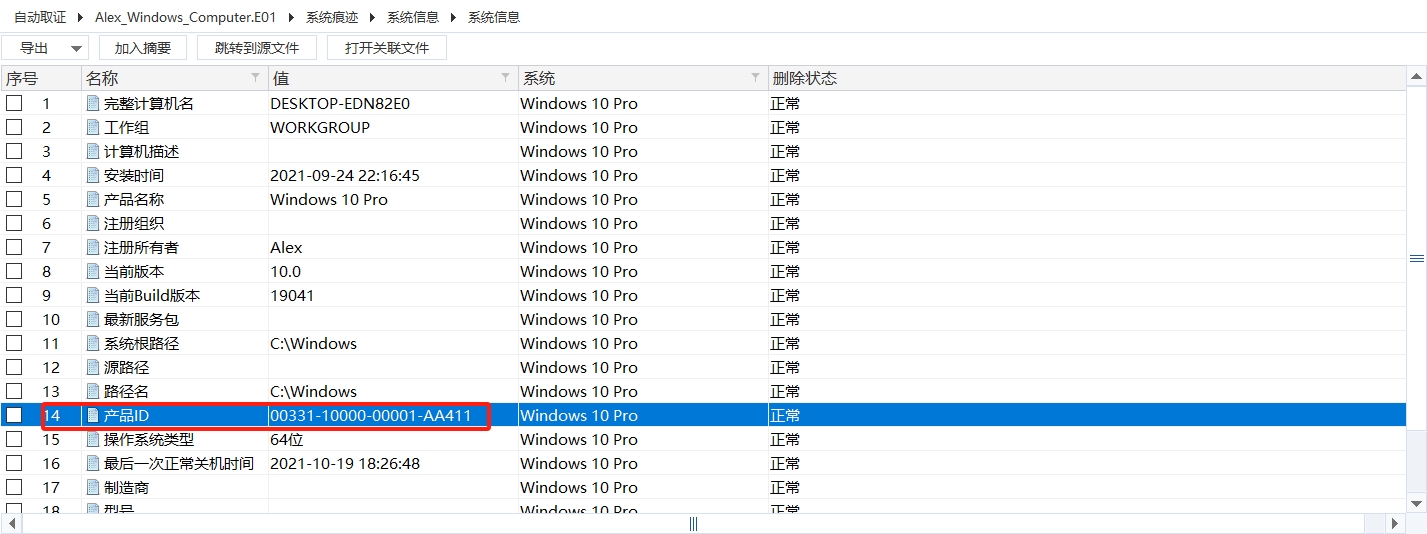 自动取证 Alex_Windows_Computer.E01 系统痕迹 系统信息 系统信息
导出 加入摘要 跳转到源文件 打开关联文件
序号 名称 值 系统 删除状态
1 完整计算机名 DESKTOP-EDN82E0 Windows 10 Pro 正常
2 工作组 WORKGROUP Windows 10 Pro 正常
3 计算机描述 Windows 10 Pro 正常
4 安装时间 2021-09-24 22:16:45 Windows 10 Pro 正常
5 产品名称 Windows 10 Pro Windows 10 Pro 正常
6 注册组织 Windows 10 Pro 正常
7 注册所有者 Alex Windows 10 Pro 正常
8 当前版本 10.0 Windows 10 Pro 正常
9 当前Build版本 19041 Windows 10 Pro 正常
10 最新服务包 Windows 10 Pro 正常
11 系统根路径 C:\Windows Windows 10 Pro 正常
12 源路径 Windows 10 Pro 正常
13 路径名 C:\Windows Windows 10 Pro 正常
14 产品ID 00331-10000-00001-AA411 Windows 10 Pro 正常
15 操作系统类型 64位 Windows 10 Pro 正常
16 最后一次正常关机时间 2021-10-19 18:26:48 Windows 10 Pro 正常
17 制造商 Windows 10 Pro 正常
18 型号 Windows 10 Pro 正常